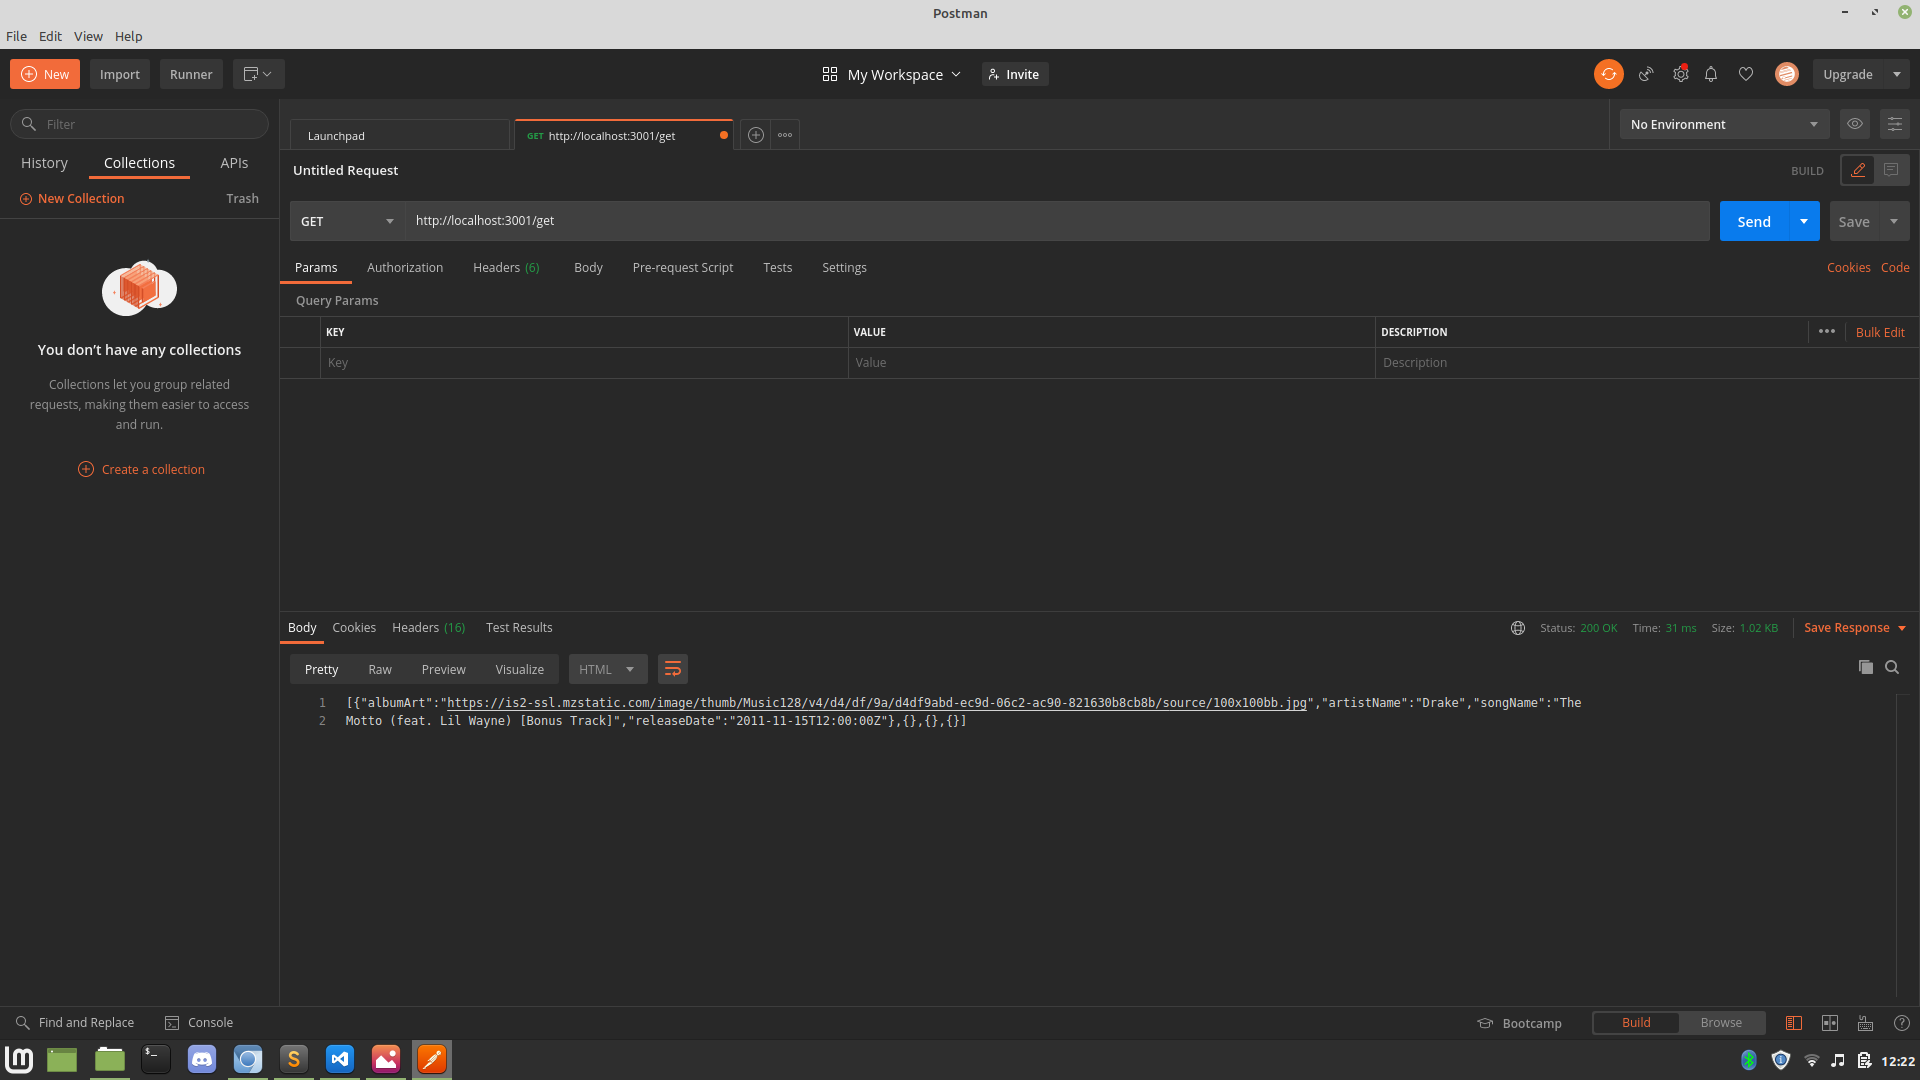 Postman
File Edit View Help
New Import Runner My Workspace Invite Upgrade
Filter
History Collections APIs
New Collection Trash
You don’t have any collections
Collections let you group related
requests, making them easier to access
and run.
Create a collection
Launchpad GET http://localhost:3001/get No Environment
Untitled Request BUILD
GET http://localhost:3001/get Send Save
Params Authorization Headers (6) Body Pre-request Script Tests Settings Cookies Code
Query Params
KEY VALUE DESCRIPTION Bulk Edit
Key Value Description
Body Cookies Headers (16) Test Results Status: 200 OK Time: 31 ms Size: 1.02 KB Save Response
Pretty Raw Preview Visualize HTML
1 [{"albumArt":"https://is2-ssl.mzstatic.com/image/thumb/Music128/v4/d4/df/9a/d4df9abd-ec9d-06c2-ac90-821630b8cb8b/source/100x100bb.jpg","artistName":"Drake","songName":"The
2 Motto (feat. Lil Wayne) [Bonus Track]","releaseDate":"2011-11-15T12:00:00Z"},{},{},{}]
Find and Replace Console Bootcamp Build Browse
12:22